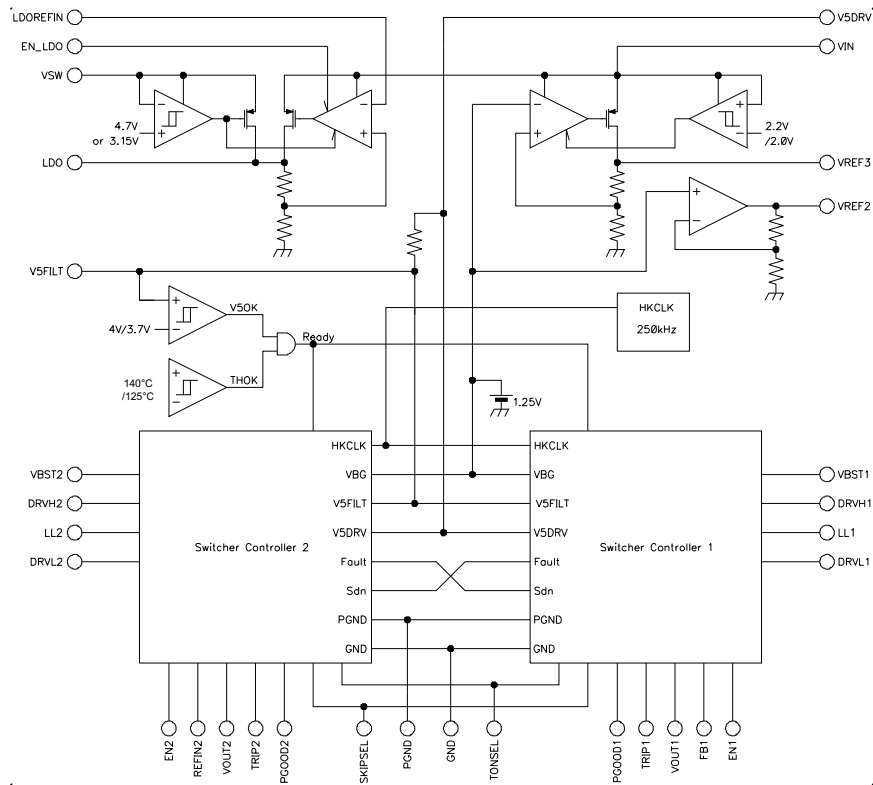 LDOREFIN
V5DRV
EN_LDO
VIN
VSW
4.7V
or 3.15V
2.2V
/2.0V
LDO
VREF3
VREF2
V5FILT
HKCLK
250kHz
V5OK
4V/3.7V
Ready
THOK
140°C
/125°C
1.25V
HKCLK
HKCLK
VBST2
VBG
VBG
VBST1
DRVH2
V5FILT
V5FILT
DRVH1
LL2
V5DRV
V5DRV
LL1
Switcher Controller 2
Switcher Controller 1
DRVL2
Fault
Fault
DRVL1
Sdn
Sdn
PGND
PGND
GND
GND
EN2
REFIN2
VOUT2
TRIP2
PGOOD2
SKIPSEL
PGND
GND
TONSEL
PGOOD1
TRIP1
VOUT1
FB1
EN1